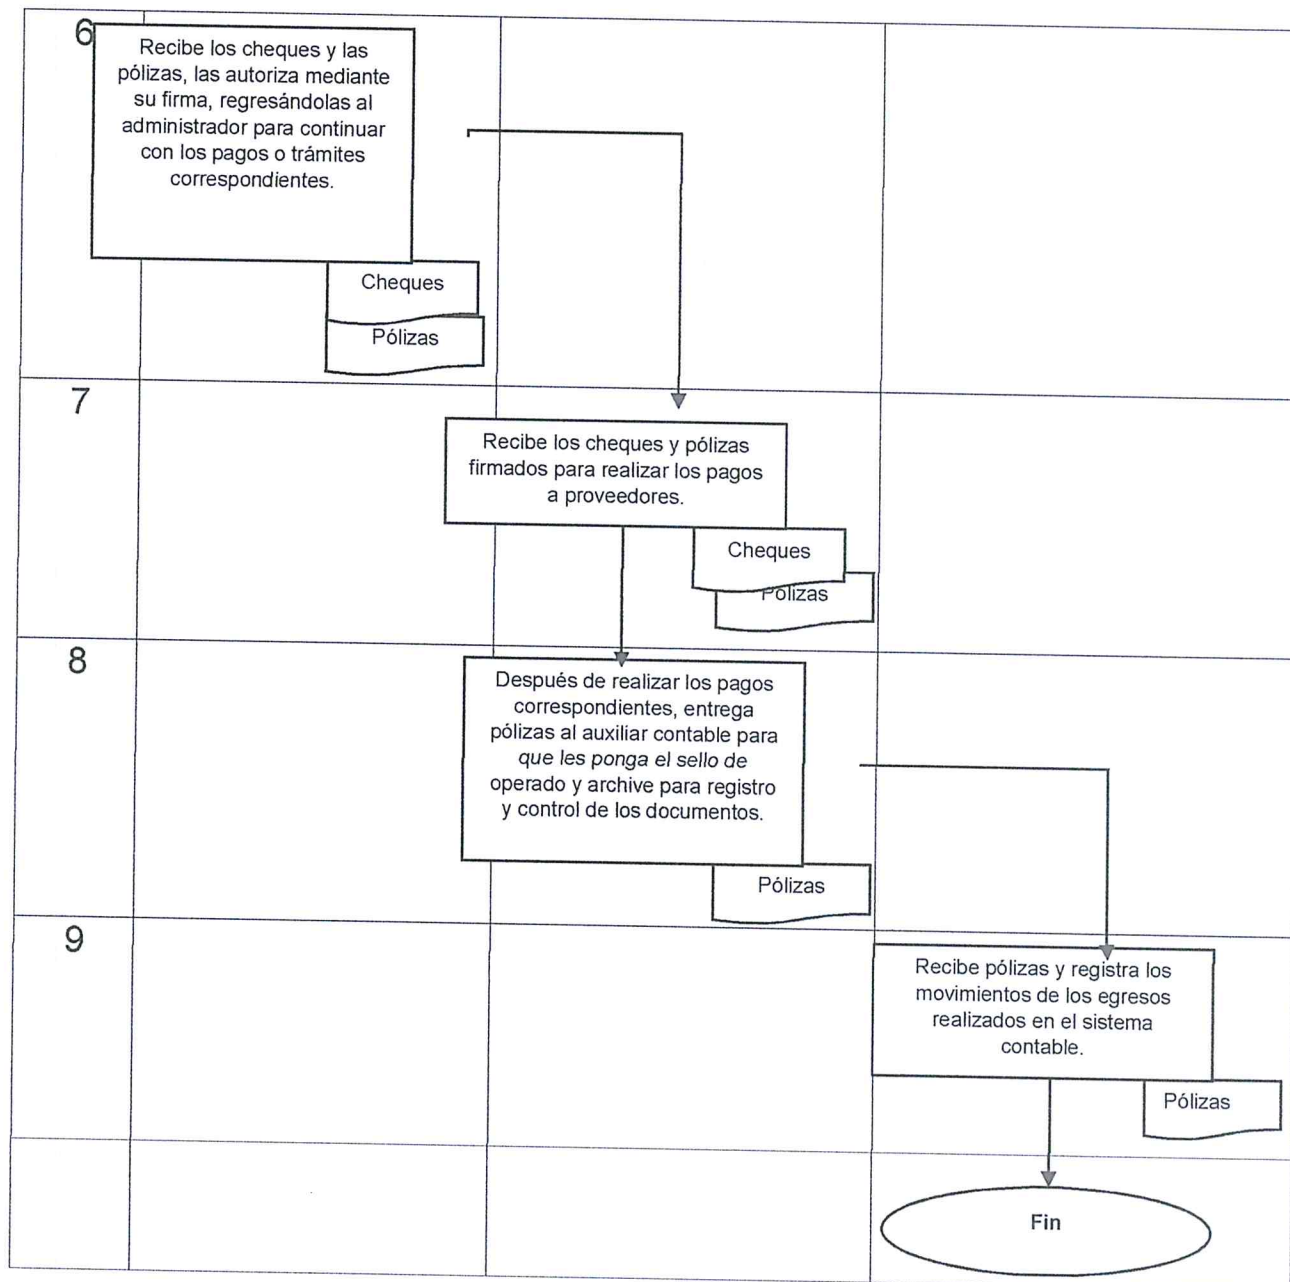 6
Recibe los cheques y las
pólizas, las autoriza mediante
su firma, regresándolas al
administrador para continuar
con los pagos o trámites
correspondientes.
Cheques
Pólizas
7
Recibe los cheques y pólizas
firmados para realizar los pagos
a proveedores.
Cheques
Pólizas
8
Después de realizar los pagos
correspondientes, entrega
pólizas al auxiliar contable para
que les ponga el sello de
operado y archive para registro
y control de los documentos.
Pólizas
9
Recibe pólizas y registra los
movimientos de los egresos
realizados en el sistema
contable.
Pólizas
Fin